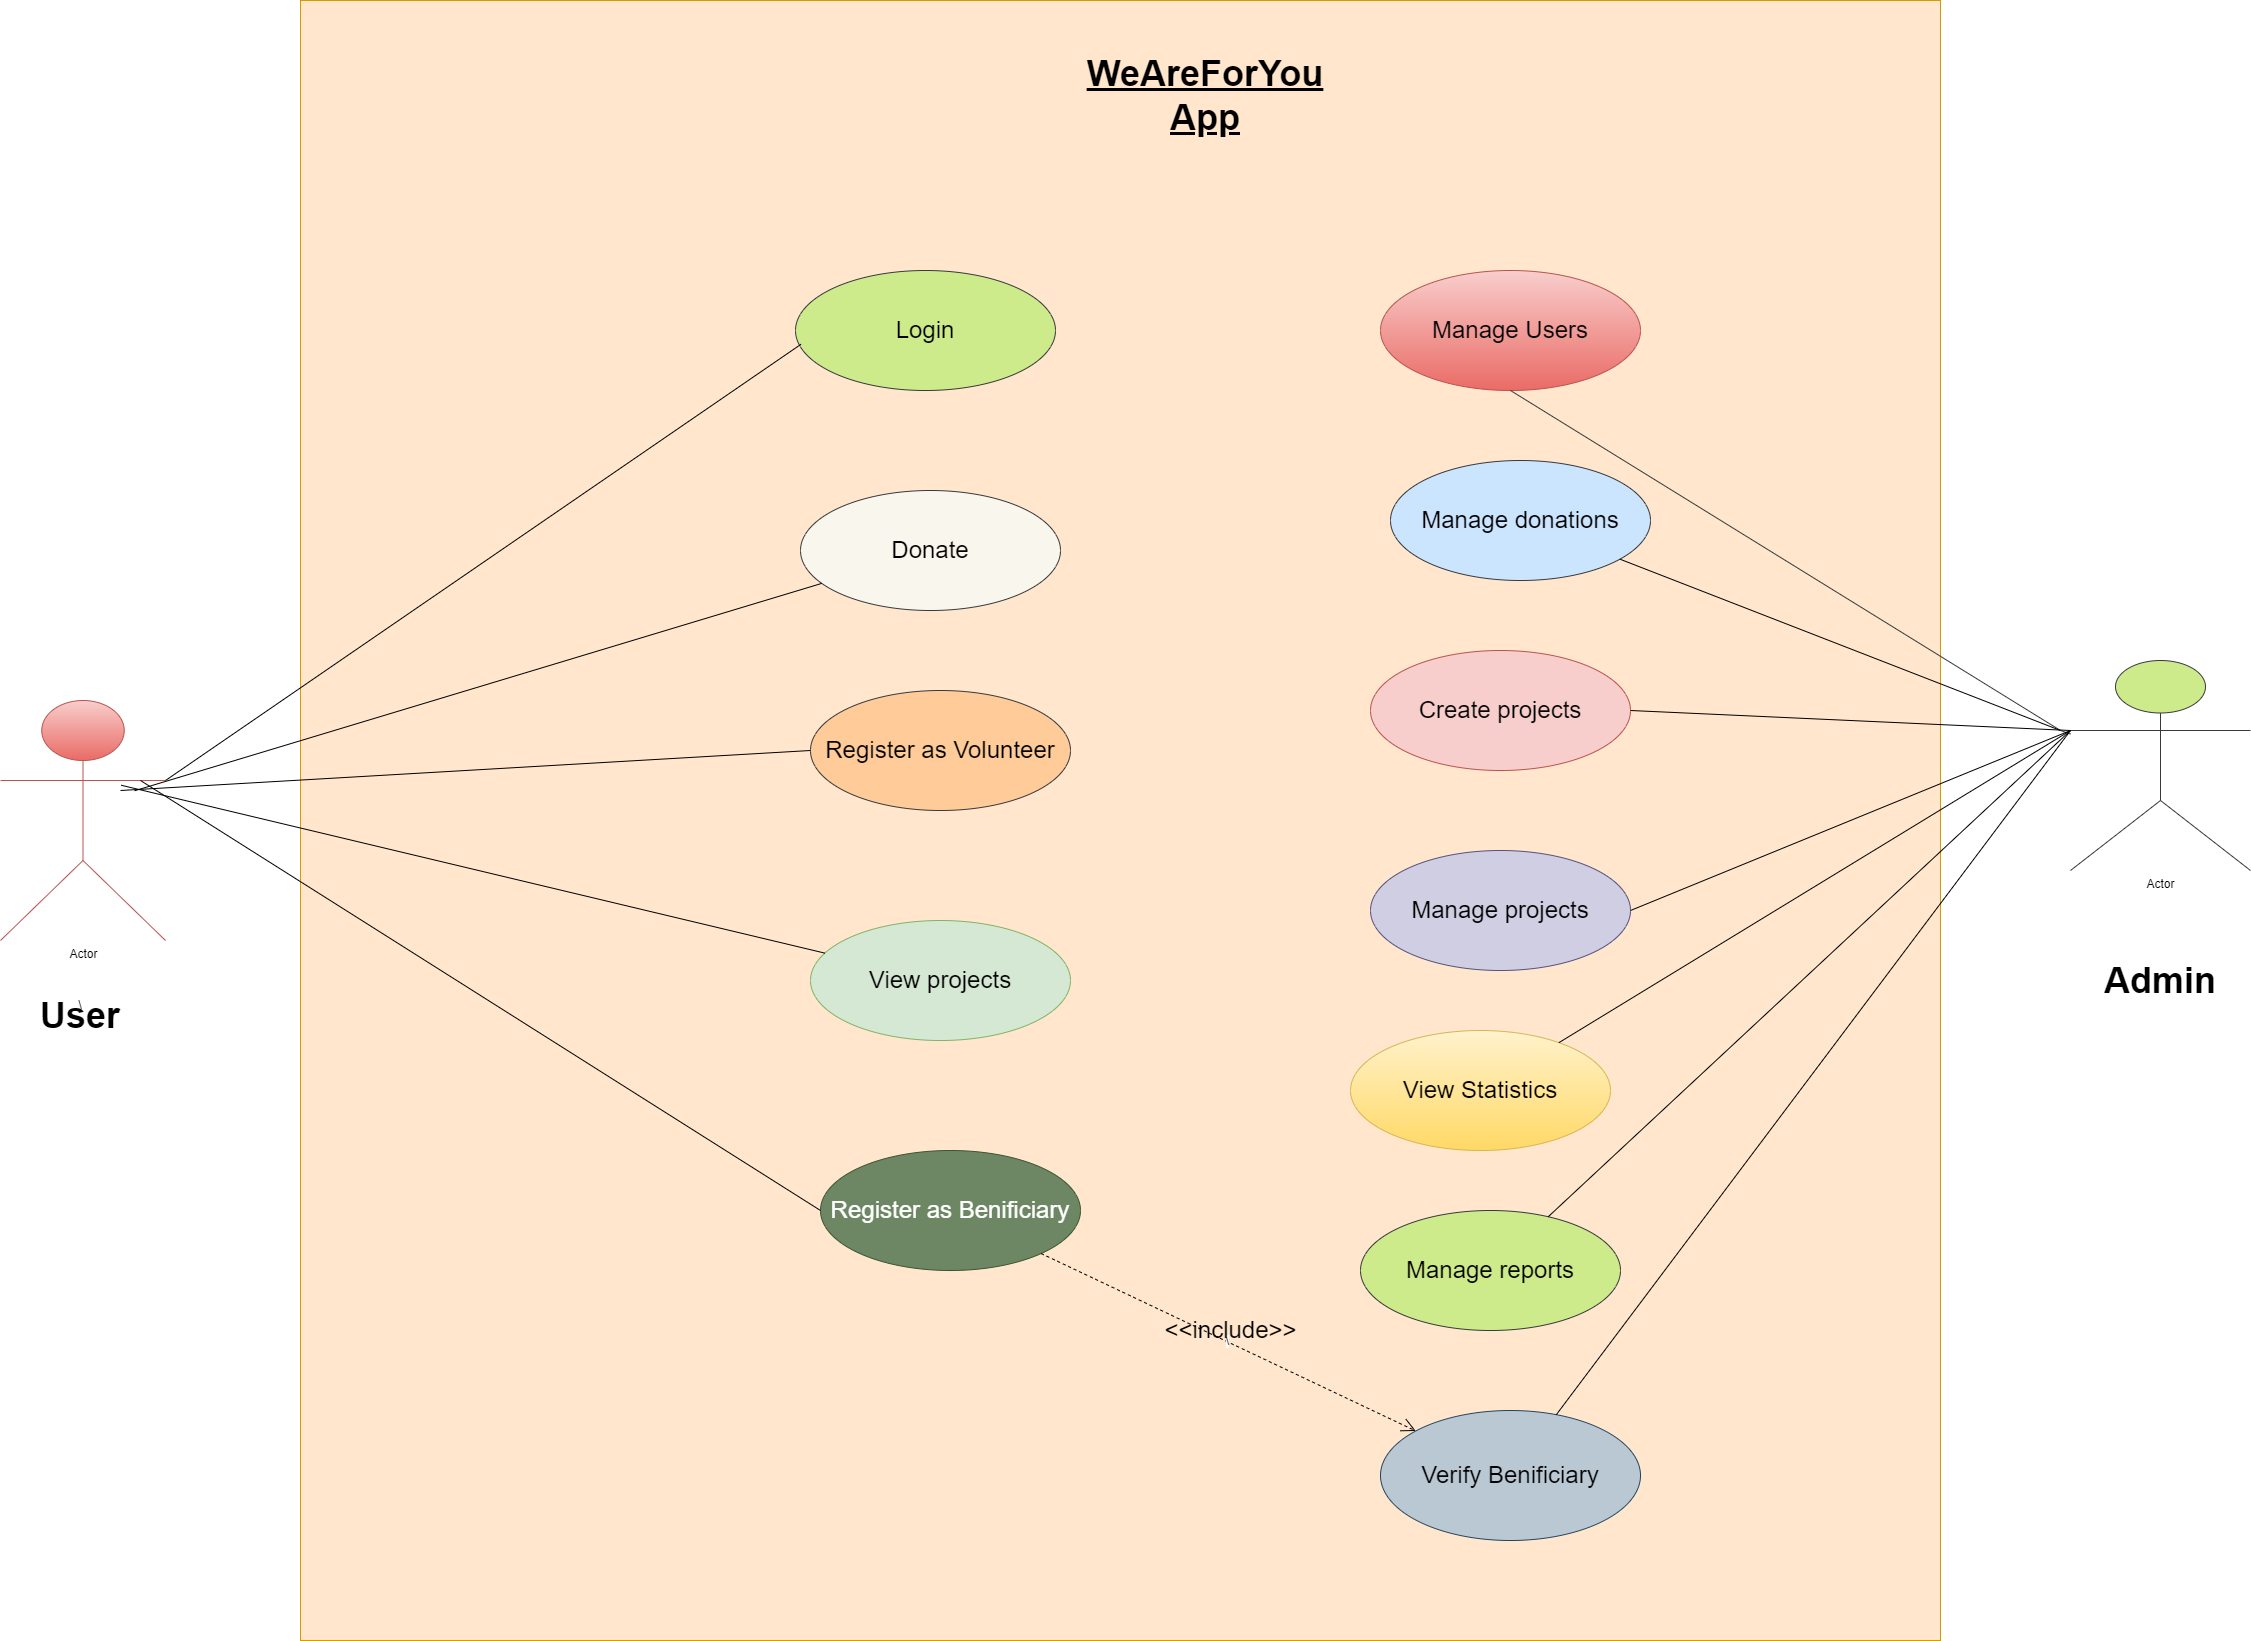 WeAreForYou
App
Login
Manage Users
Manage donations
Donate
Create projects
Register as Volunteer
Actor
Manage projects
Actor
User
View projects
Admin
View Statistics
Register as Benificiary
Manage reports
<<include>>
Verify Benificiary